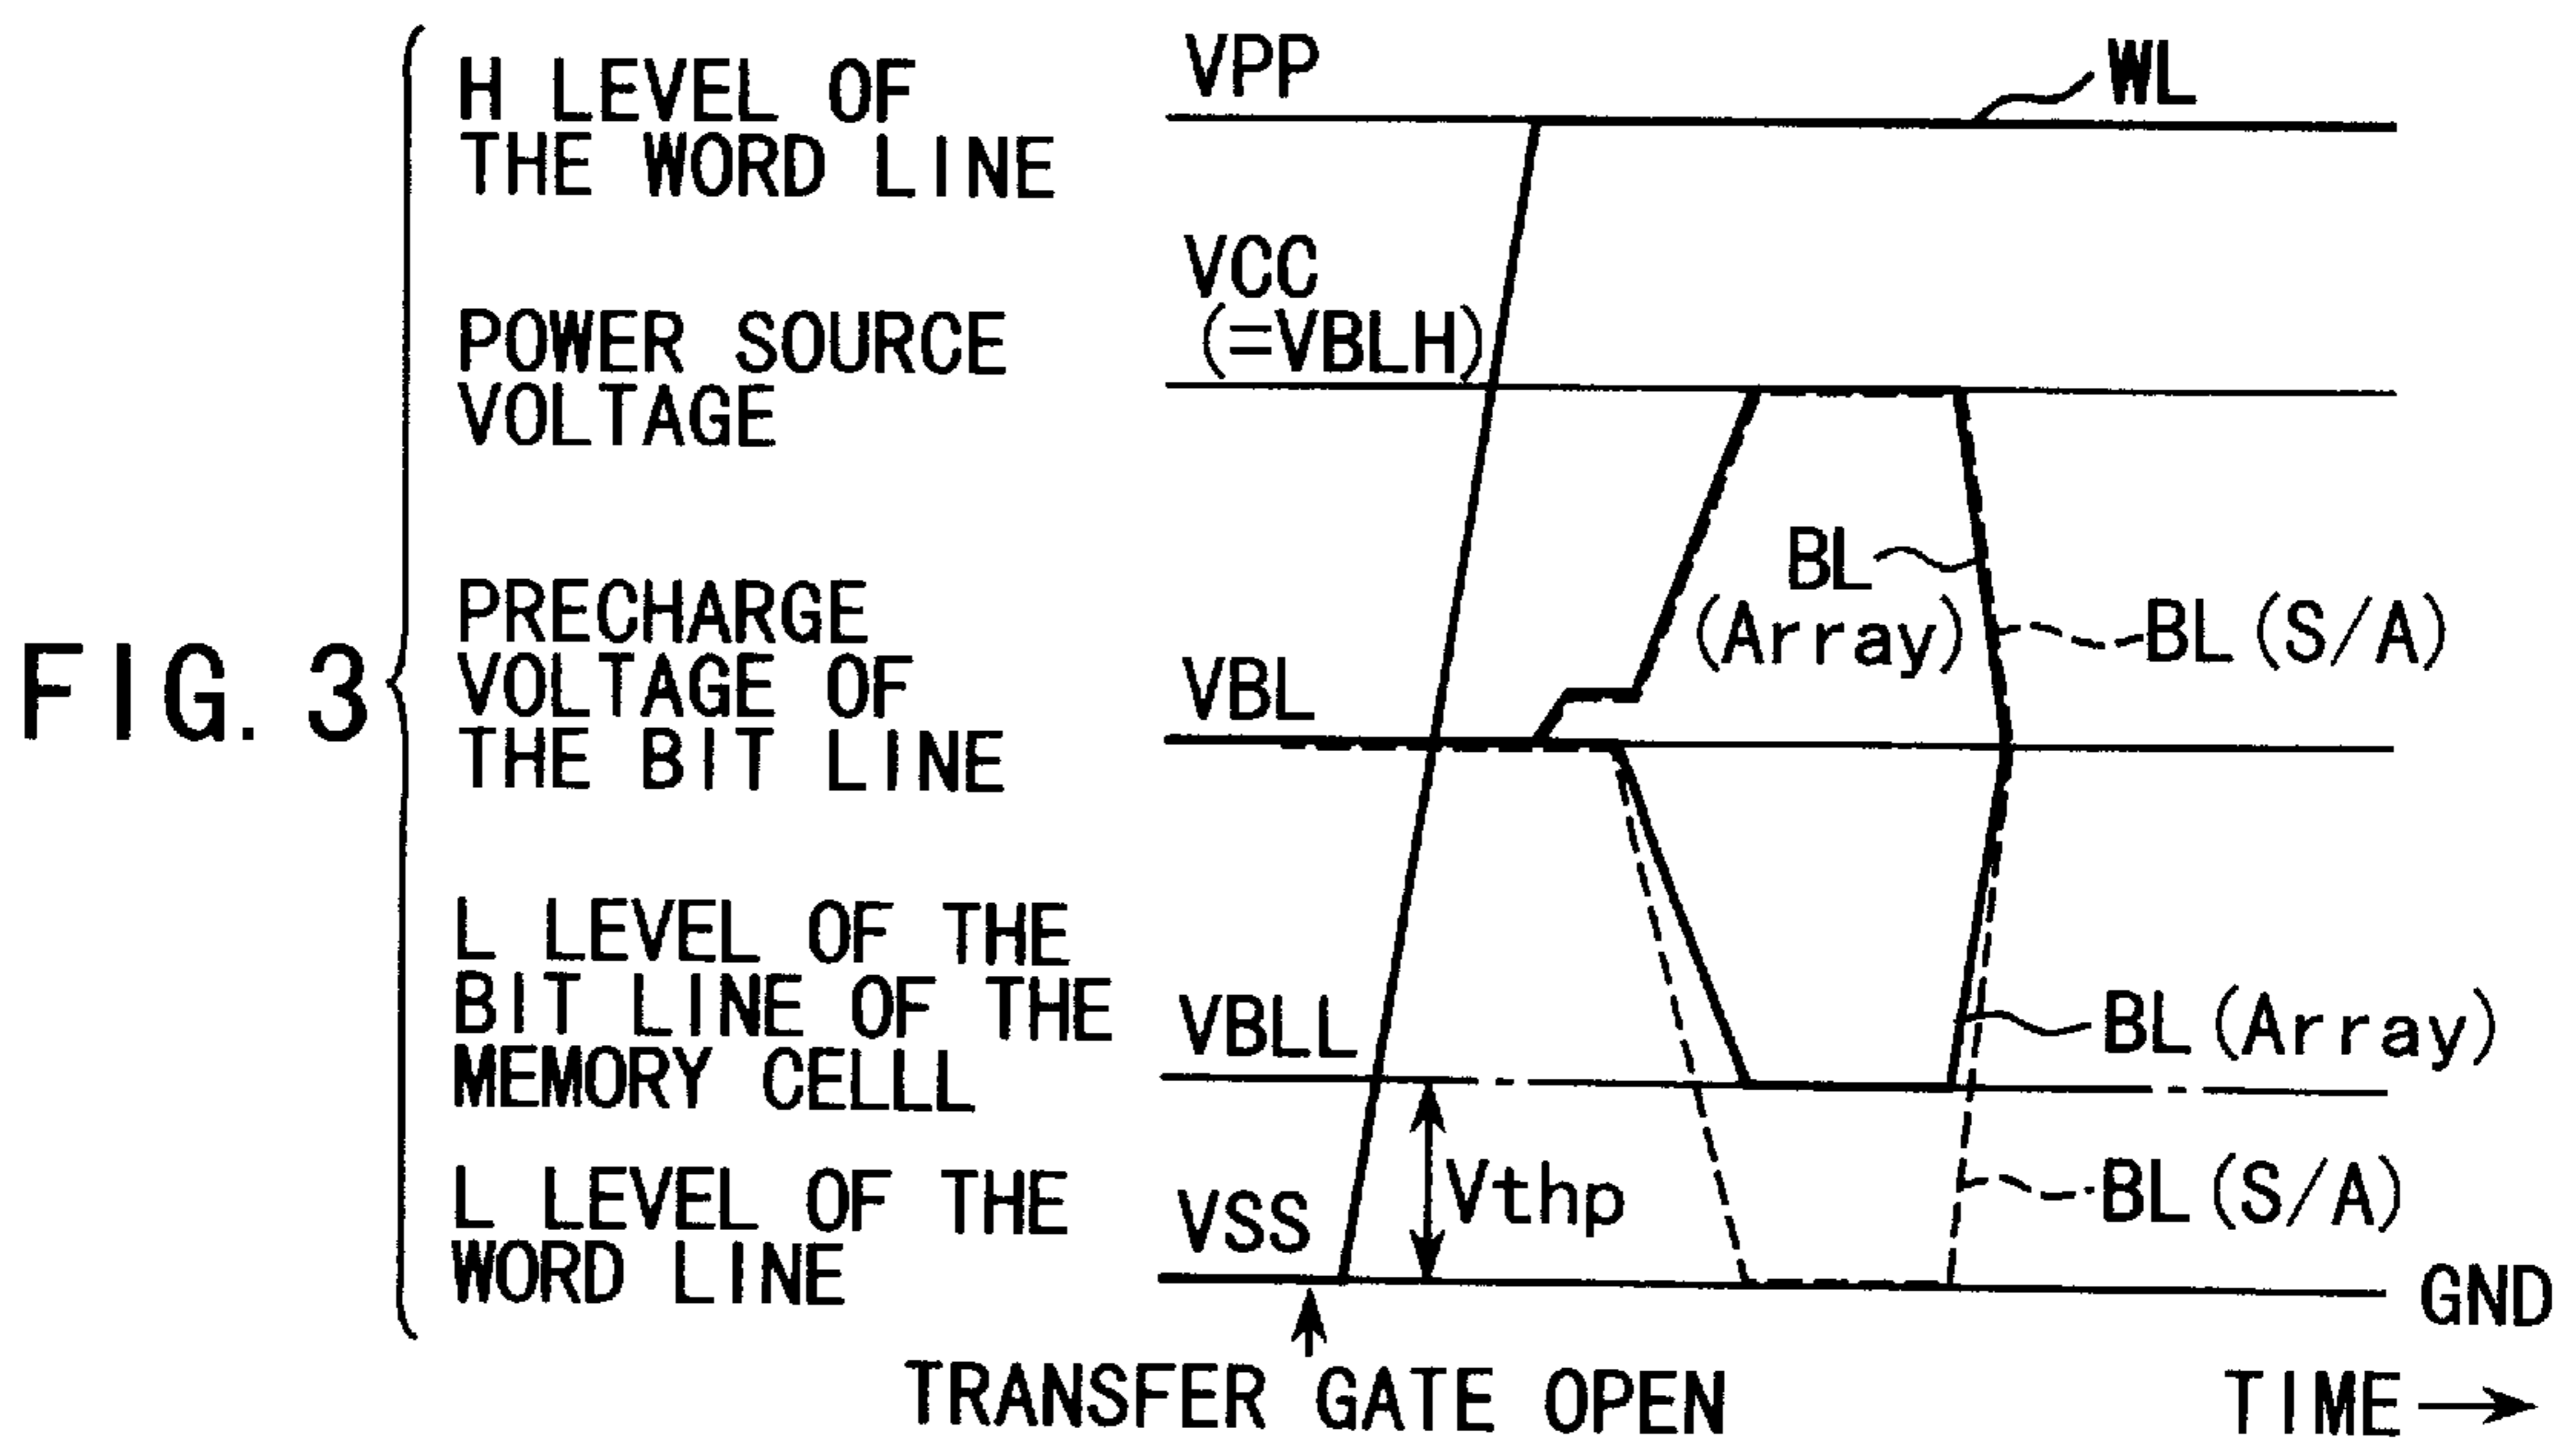 FIG. 3
H LEVEL OF
THE WORD LINE
POWER SOURCE
VOLTAGE
PRECHARGE
VOLTAGE OF
THE BIT LINE
L LEVEL OF THE
BIT LINE OF THE
MEMORY CELLL
L LEVEL OF THE
WORD LINE
VPP
WL
VCC
(=VBLH)
BL
(Array)
BL (S/A)
VBL
VBLL
BL (Array)
Vthp
BL (S/A)
VSS
GND
TRANSFER GATE OPEN
TIME